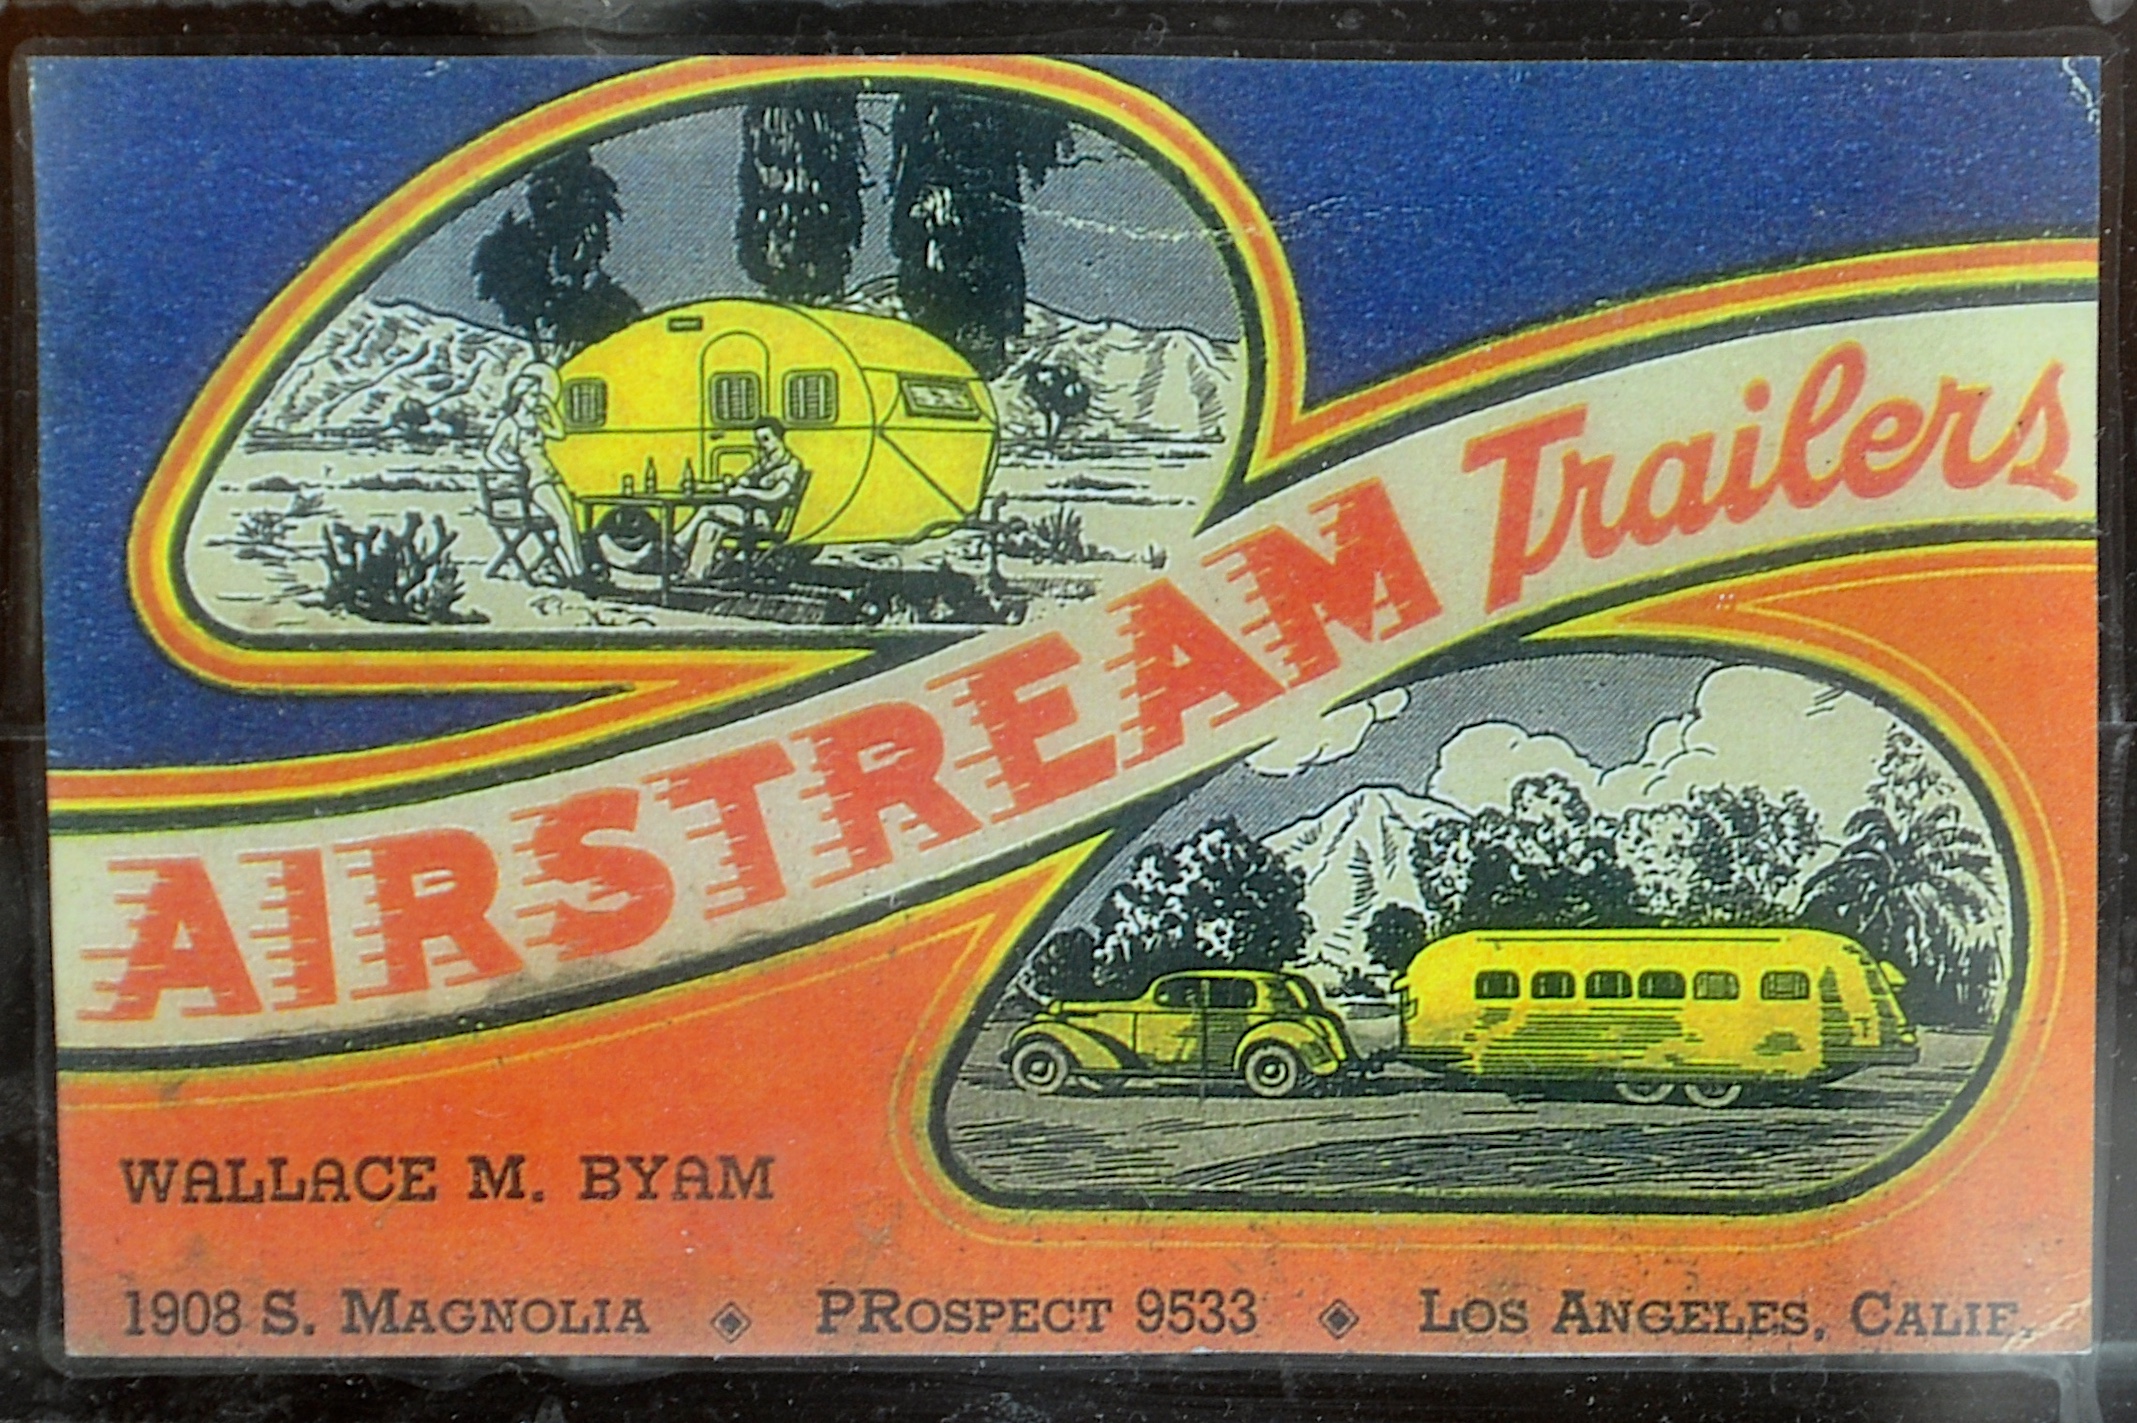 AIRSTREAM Trailers
WALLACE M. BYAM
1908 S. MAGNOLIA ◈ PROSPECT 9533 ◈ LOS ANGELES, CALIF.